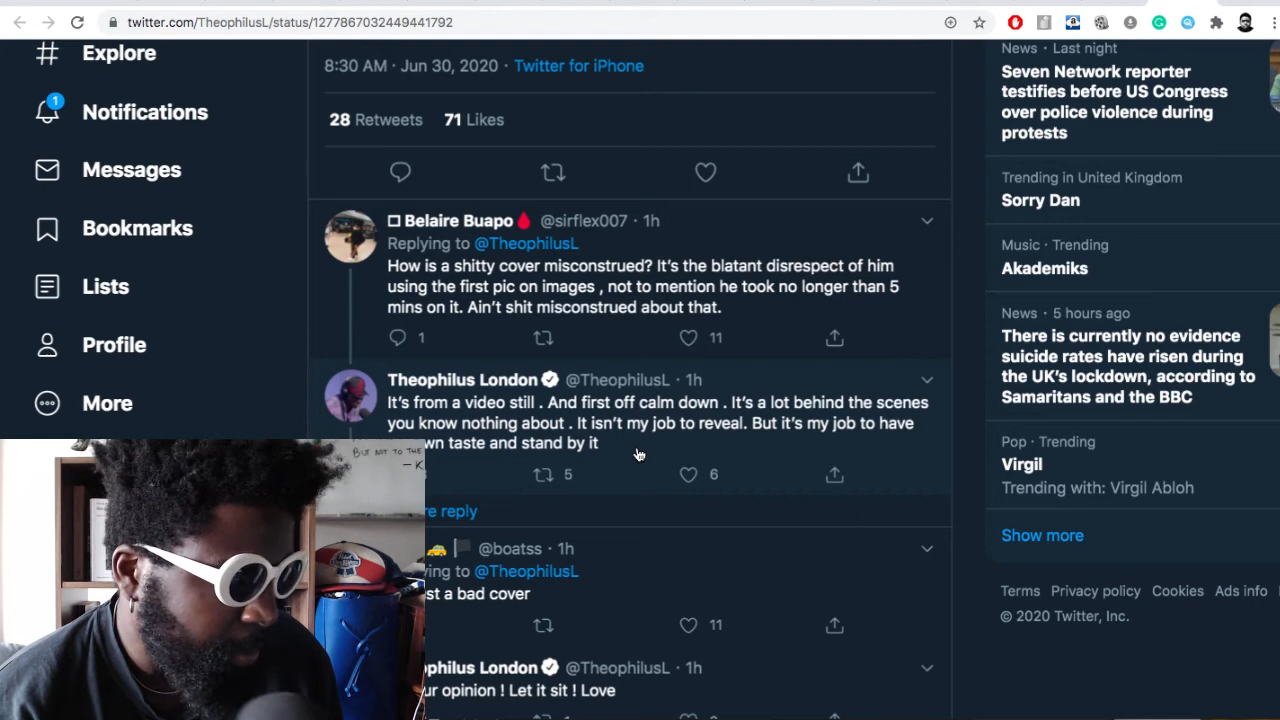 twitter.com/TheophilusL/status/1277867032449441792
Explore
1
Notifications
Messages
Bookmarks
Lists
Profile
More
8:30 AM · Jun 30, 2020 · Twitter for iPhone
28 Retweets 71 Likes
Belaire Buapo @sirflex007 · 1h
Replying to @TheophilusL
How is a shitty cover misconstrued? It's the blatant disrespect of him
using the first pic on images , not to mention he took no longer than 5
mins on it. Ain't shit misconstrued about that.
1 11
Theophilus London @TheophilusL · 1h
It's from a video still . And first off calm down . It's a lot behind the scenes
you know nothing about . It isn't my job to reveal. But it's my job to have
wn taste and stand by it
5 6
re reply
@boatss · 1h
ying to @TheophilusL
st a bad cover
11
philus London @TheophilusL · 1h
ur opinion ! Let it sit ! Love
BUT NOT TO THE
– K
News · Last night
Seven Network reporter
testifies before US Congress
over police violence during
protests
Trending in United Kingdom
Sorry Dan
Music · Trending
Akademiks
News · 5 hours ago
There is currently no evidence
suicide rates have risen during
the UK's lockdown, according to
Samaritans and the BBC
Pop · Trending
Virgil
Trending with: Virgil Abloh
Show more
Terms Privacy policy Cookies Ad info
© 2020 Twitter, Inc.